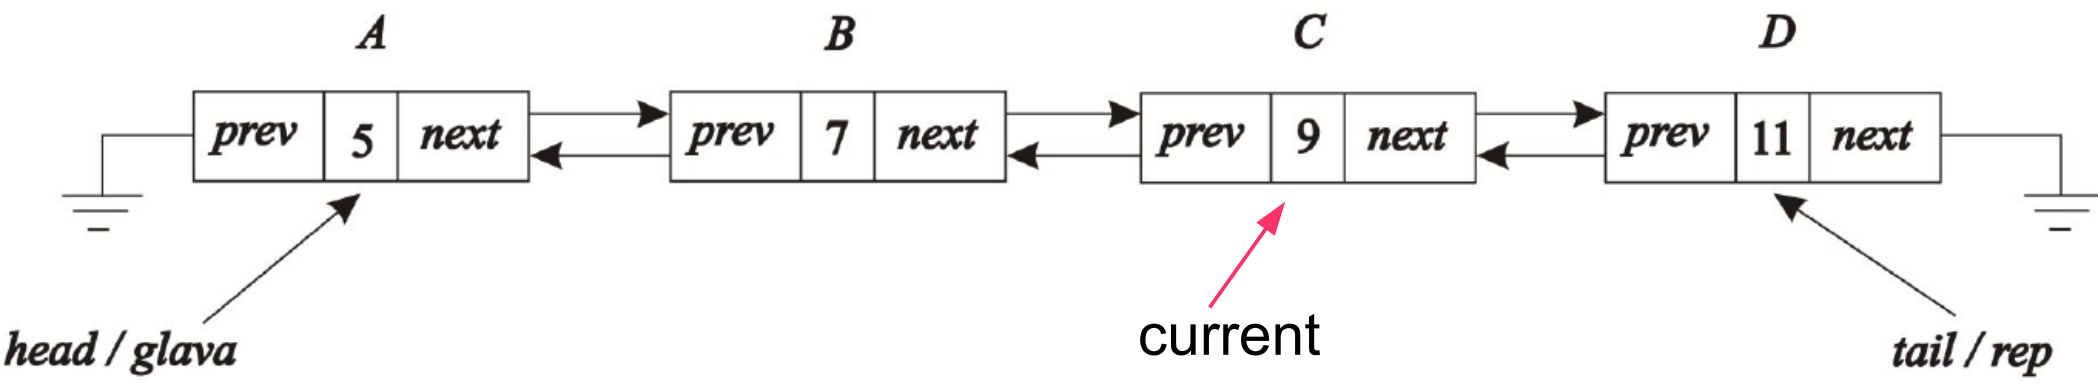 A B C D
prev 5 next prev 7 next prev 9 next prev 11 next
head / glava current tail / rep